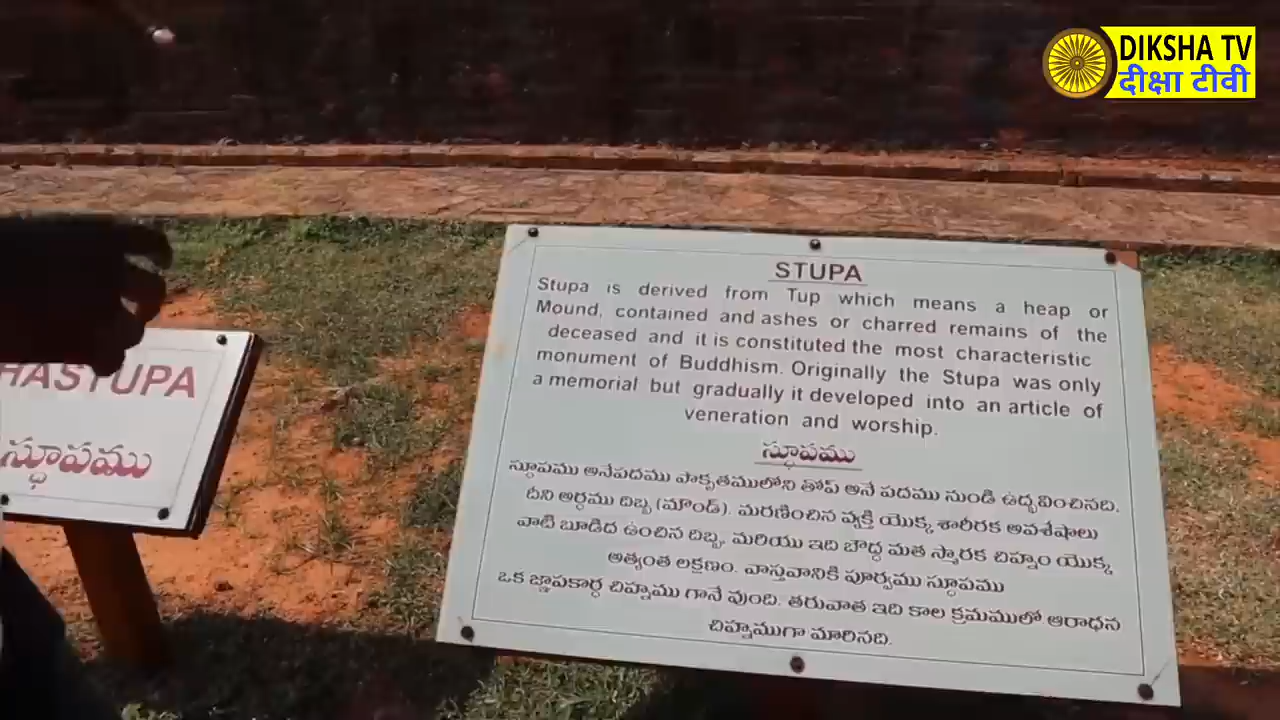 DIKSHA TV
दीक्षा टीवी
HASTUPA
స్థూపము
STUPA
Stupa is derived from Tup which means a heap or
Mound, contained and ashes or charred remains of the
deceased and it is constituted the most characteristic
monument of Buddhism. Originally the Stupa was only
a memorial but gradually it developed into an article of
veneration and worship.
స్థూపము
స్థూపము అనేపదము పాకృతములోని తోప్ అనే పదము నుండి ఉద్భవించినది.
దీని అర్థము దిబ్బ (మౌండ్). మరణించిన వ్యక్తి యొక్క శారీరక అవశేషాలు
వాటి బూడిద ఉంచిన దిబ్బ. మరియు ఇది బౌద్ధ మత స్మారక చిహ్నం యొక్క
అత్యంత లక్షణం. వాస్తవానికి పూర్వము స్థూపము
ఒక జ్ఞాపకార్ధ చిహ్నము గానే వుంది. తరువాత ఇది కాల క్రమములో ఆరాధన
చిహ్నముగా మారినది.